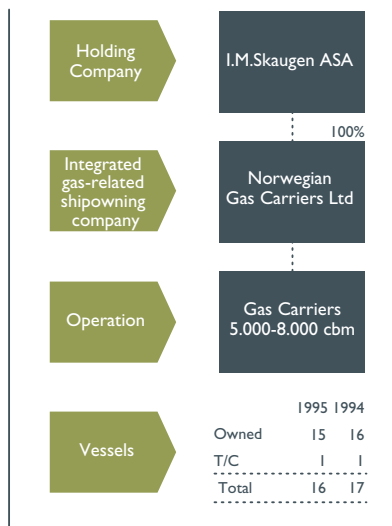 Holding
Company
I.M.Skaugen ASA
100%
Integrated
gas-related
shipowning
company
Norwegian
Gas Carriers Ltd
Operation
Gas Carriers
5.000-8.000 cbm
Vessels
1995 1994
Owned 15 16
T/C 1 1
Total 16 17